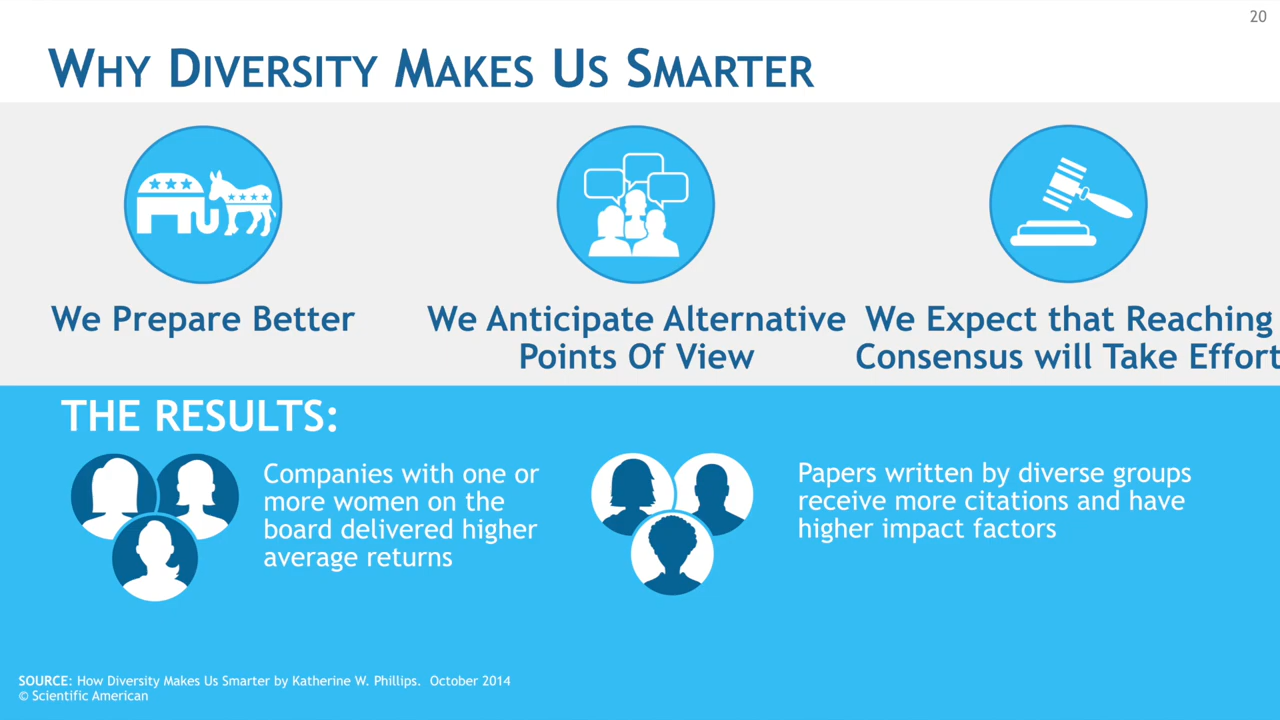 20
WHY DIVERSITY MAKES US SMARTER
We Prepare Better
We Anticipate Alternative
Points Of View
We Expect that Reaching
Consensus will Take Effort
THE RESULTS:
Companies with one or
more women on the
board delivered higher
average returns
Papers written by diverse groups
receive more citations and have
higher impact factors
SOURCE: How Diversity Makes Us Smarter by Katherine W. Phillips. October 2014
© Scientific American